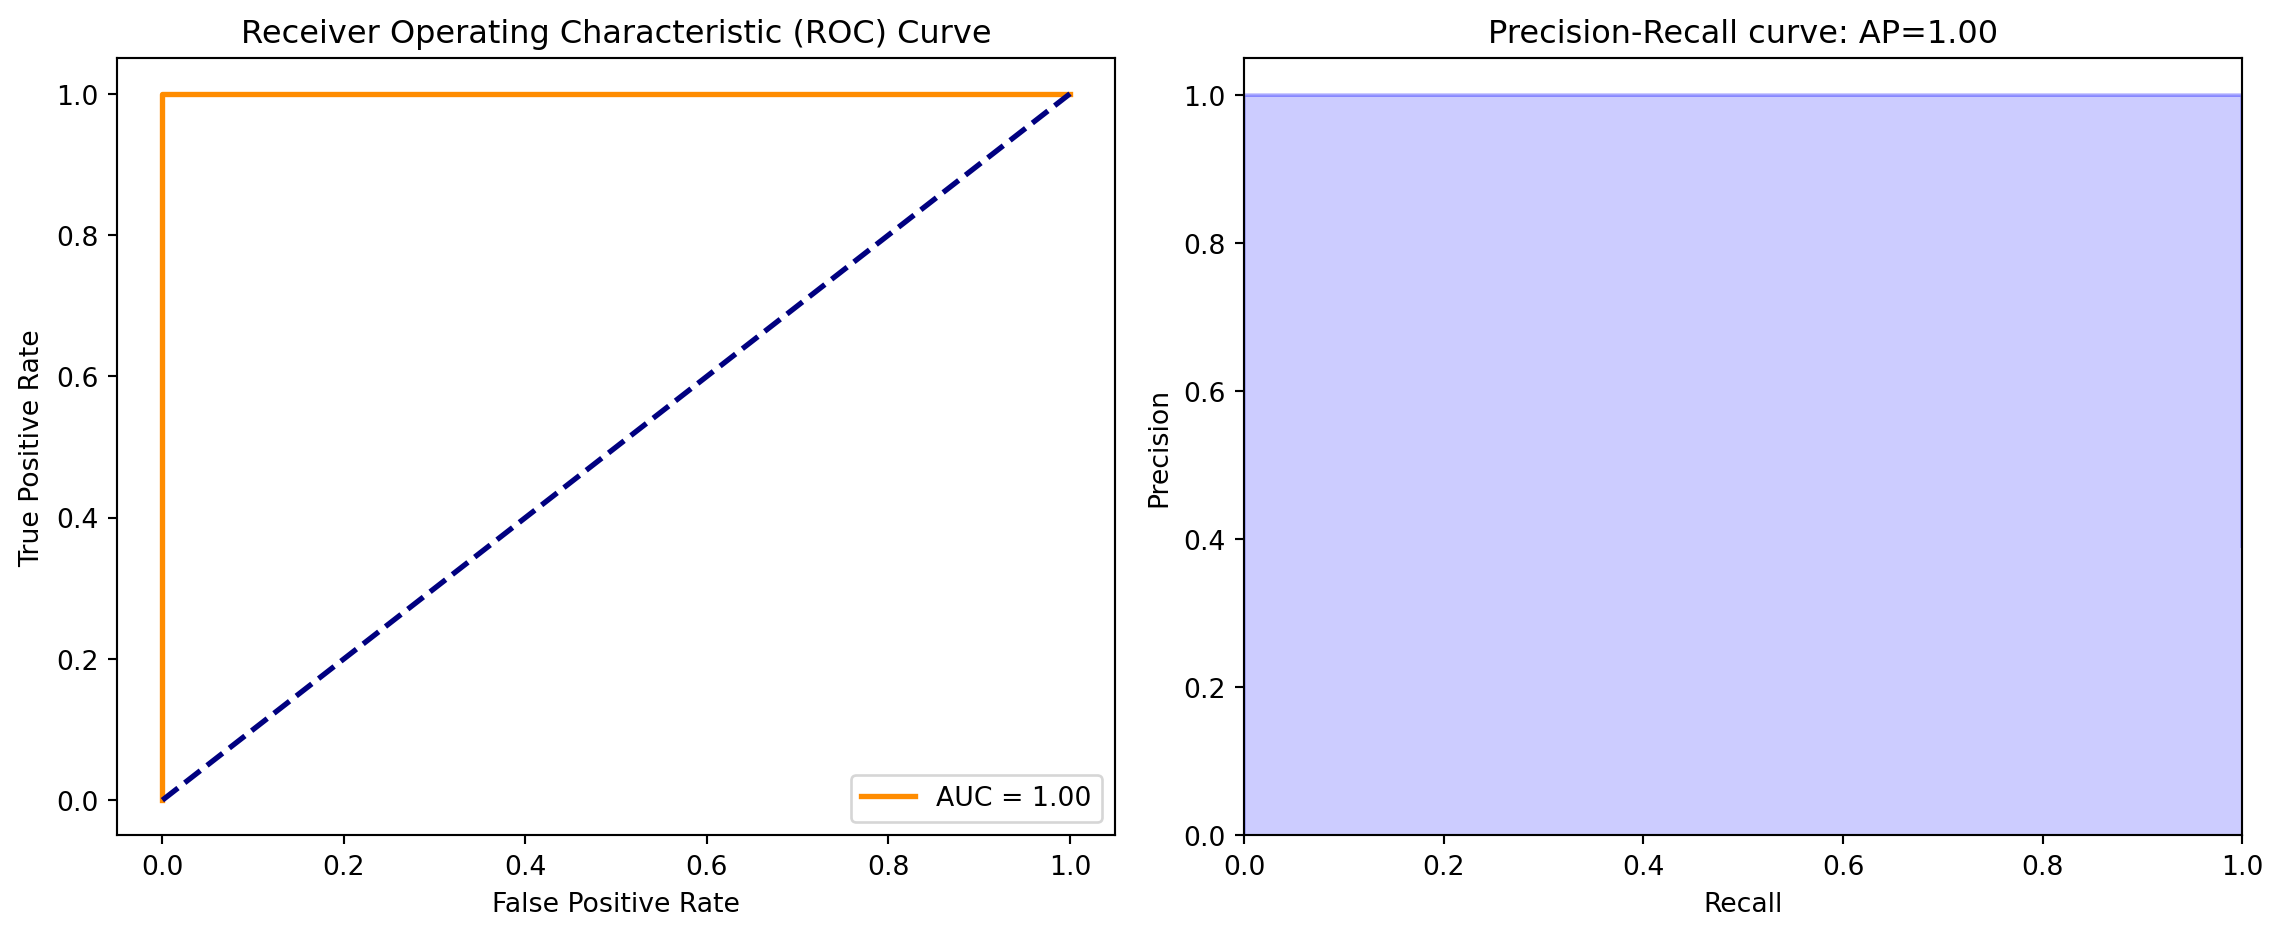 Receiver Operating Characteristic (ROC) Curve
1.0
0.8
0.6
0.4
0.2
0.0
True Positive Rate
0.0 0.2 0.4 0.6 0.8 1.0
False Positive Rate
AUC = 1.00
Precision-Recall curve: AP=1.00
1.0
0.8
0.6
0.4
0.2
0.0
Precision
0.0 0.2 0.4 0.6 0.8 1.0
Recall